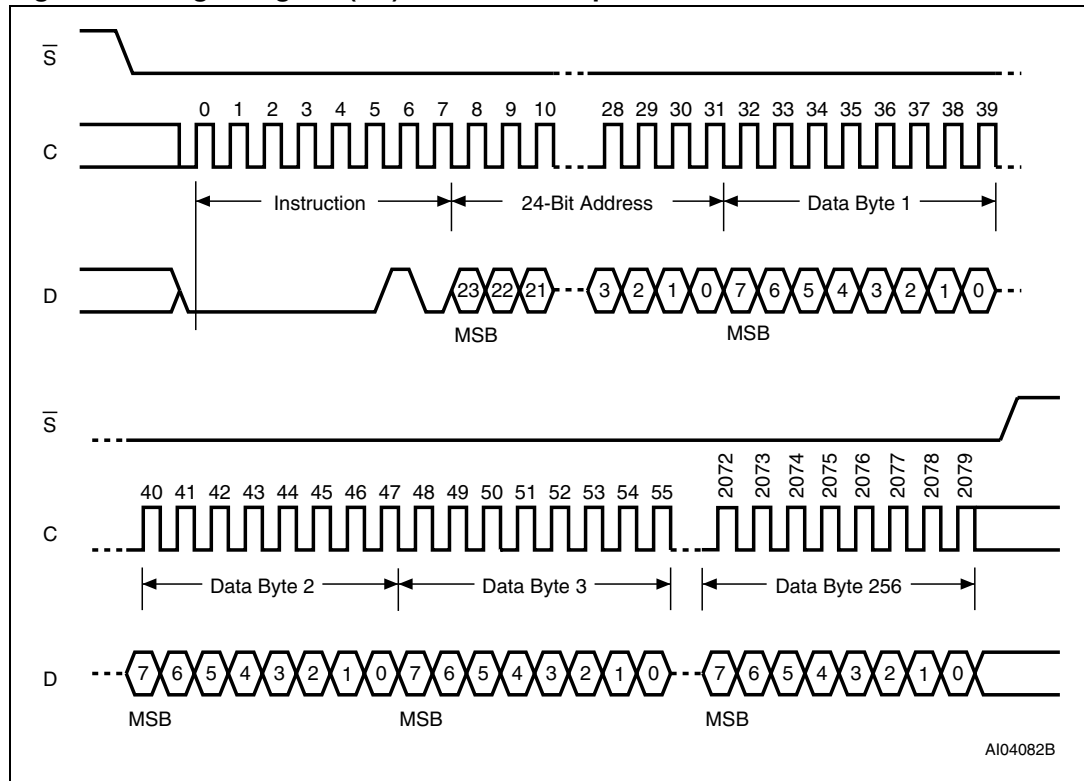 S
0 1 2 3 4 5 6 7 8 9 10 28 29 30 31 32 33 34 35 36 37 38 39
C
Instruction 24-Bit Address Data Byte 1
D 23 22 21 3 2 1 0 7 6 5 4 3 2 1 0
MSB MSB
S
40 41 42 43 44 45 46 47 48 49 50 51 52 53 54 55 2072 2073 2074 2075 2076 2077 2078 2079
C
Data Byte 2 Data Byte 3 Data Byte 256
D 7 6 5 4 3 2 1 0 7 6 5 4 3 2 1 0 7 6 5 4 3 2 1 0
MSB MSB MSB
AI04082B